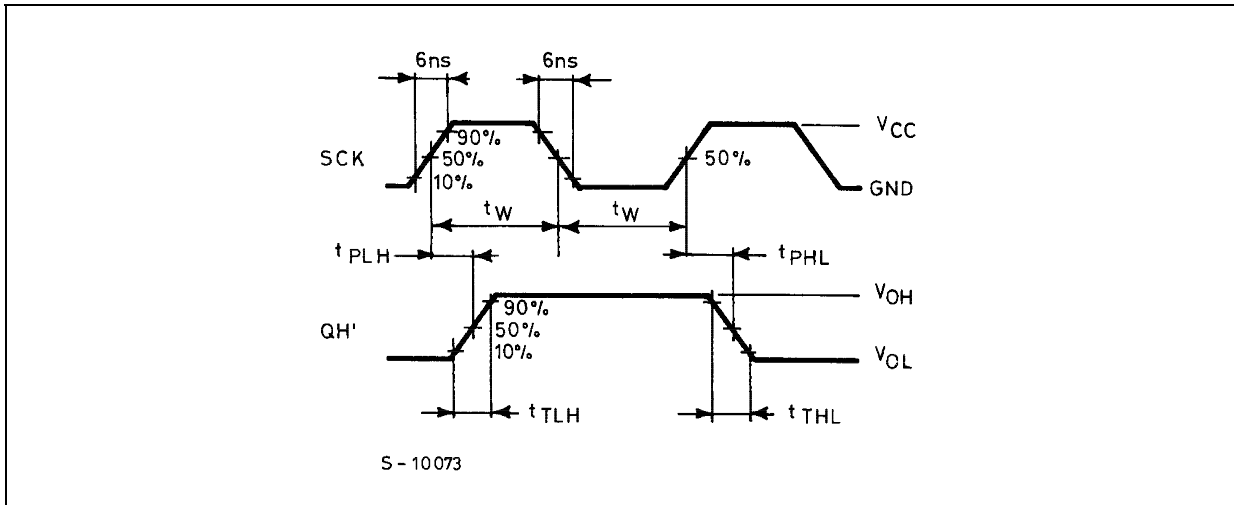 6ns 6ns
VCC
90%
SCK 50% 50%
10%
GND
tW tW
tPLH tPHL
VOH
90%
QH' 50%
10%
VOL
tTLH tTHL
S-10073